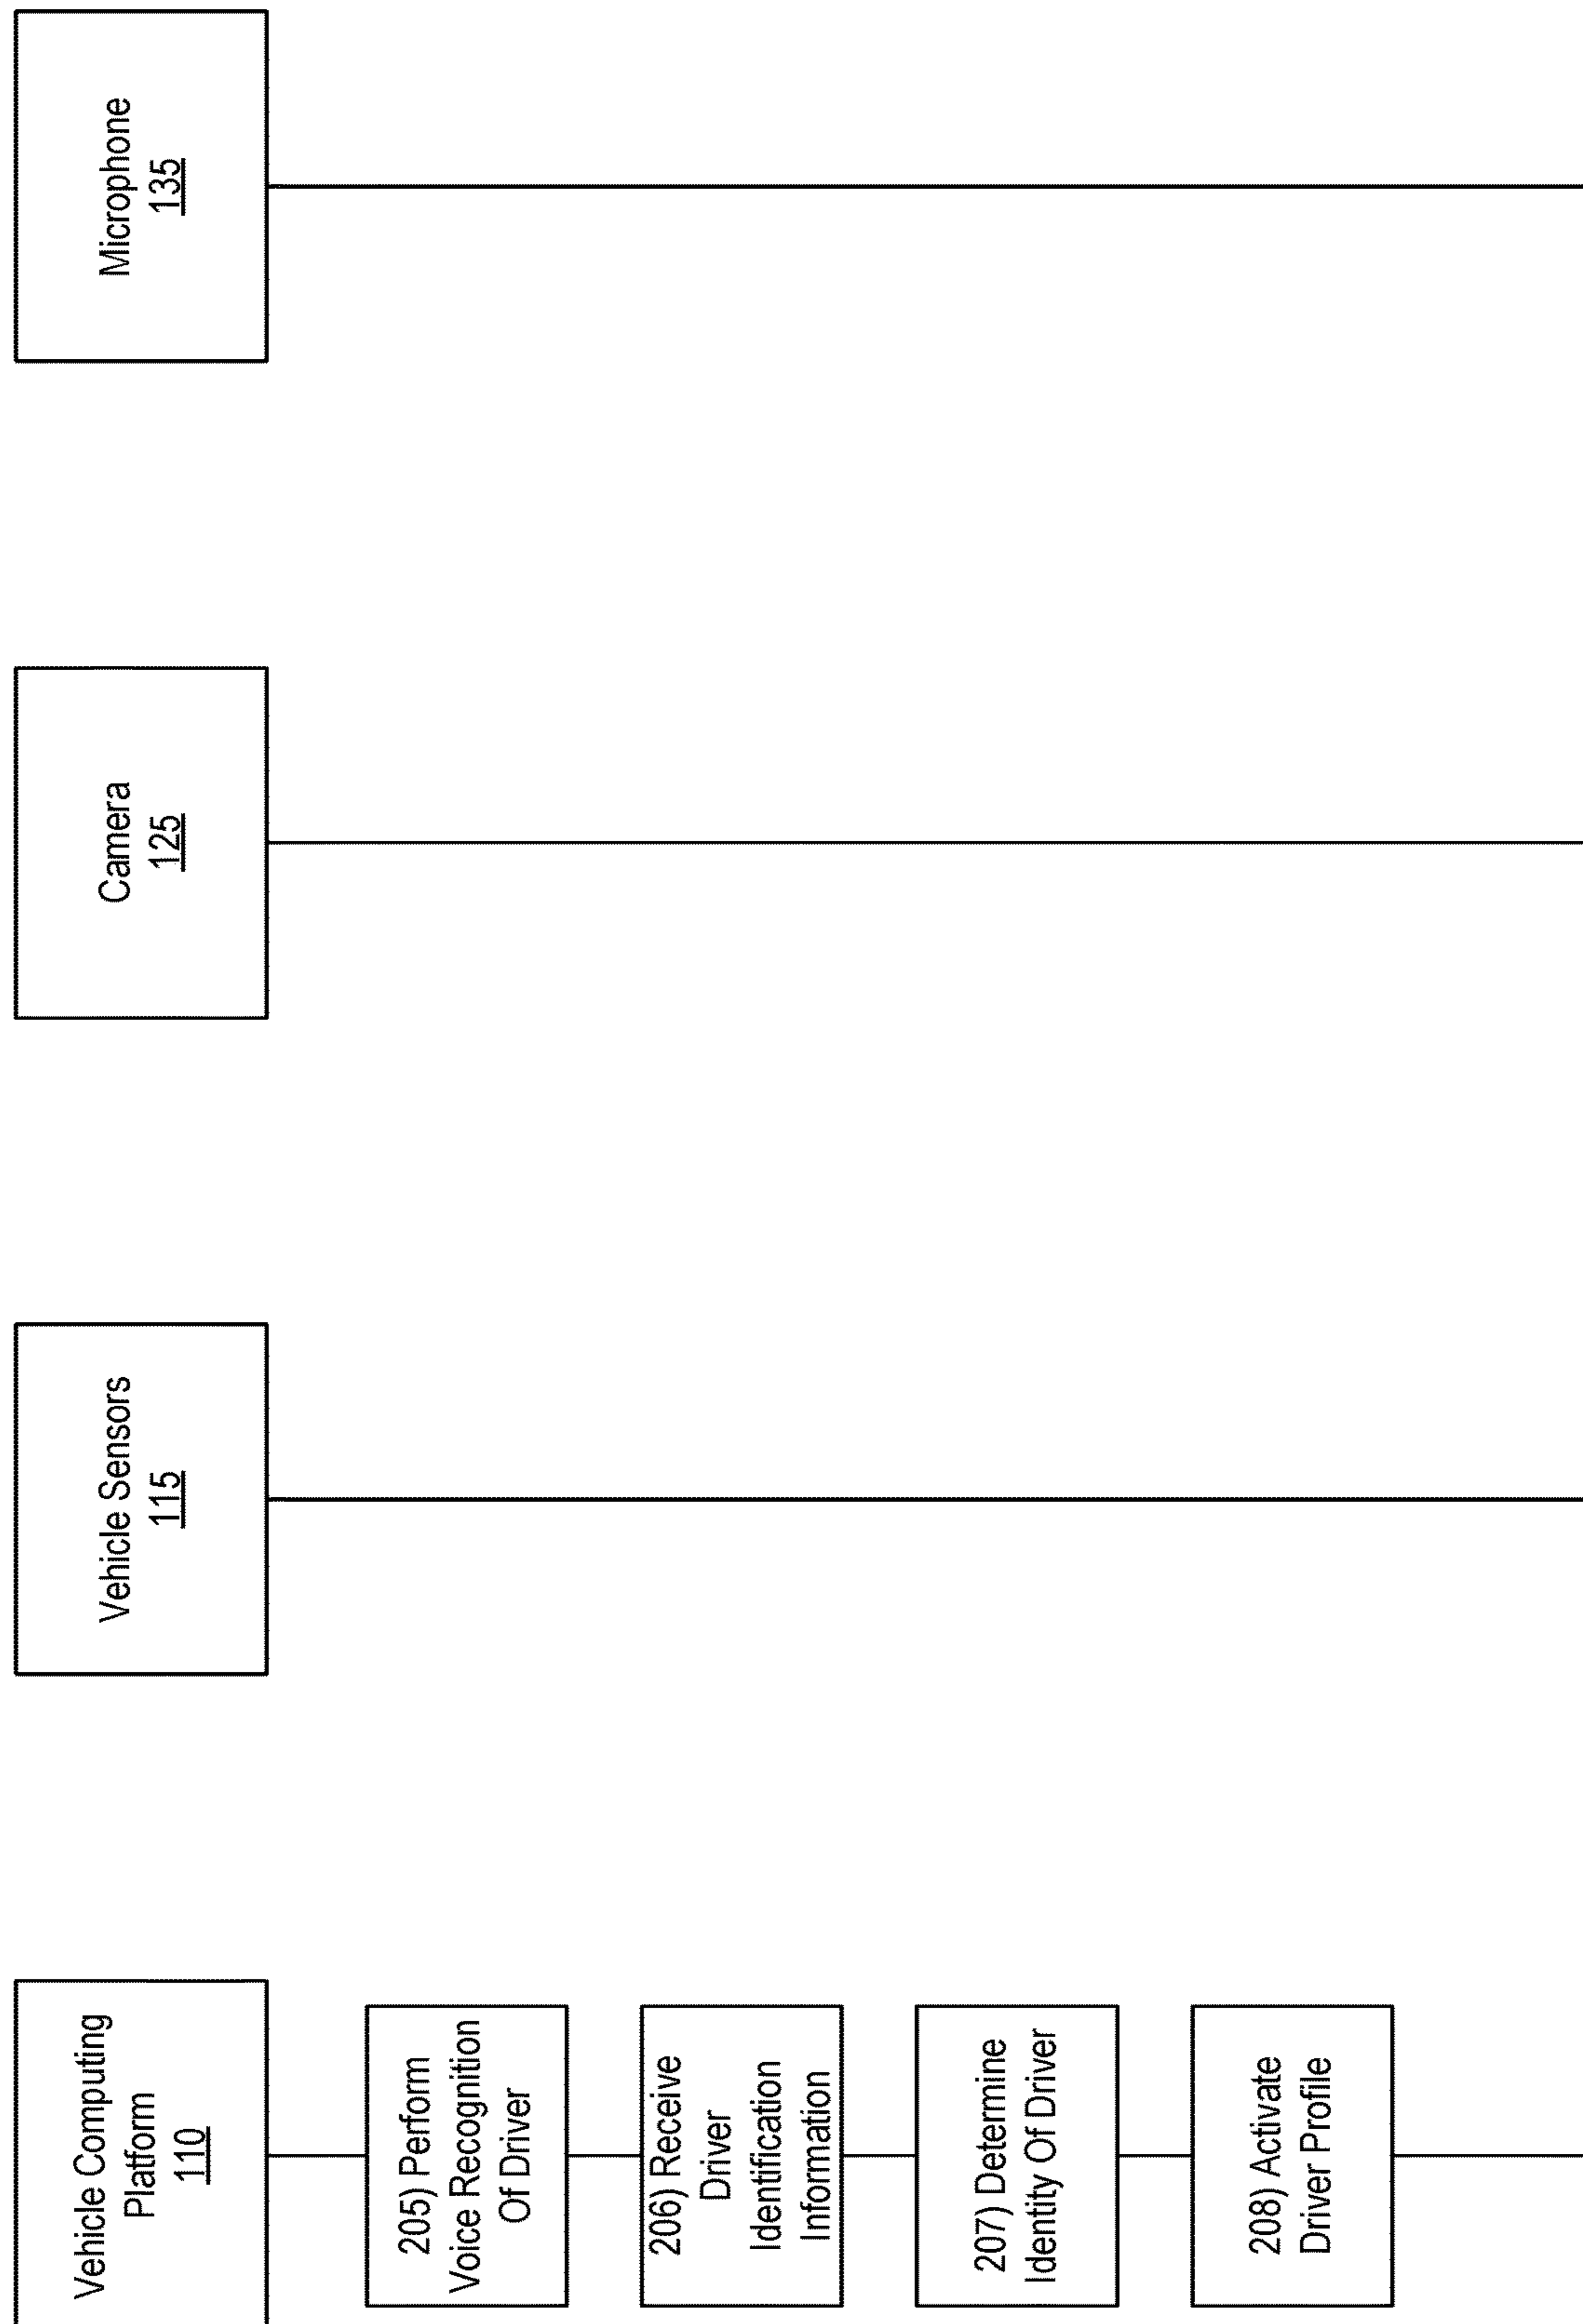 Vehicle Computing
Platform
110
Vehicle Sensors
115
Camera
125
Microphone
135
205) Perform
Voice Recognition
Of Driver
206) Receive
Driver
Identification
Information
207) Determine
Identity Of Driver
208) Activate
Driver Profile